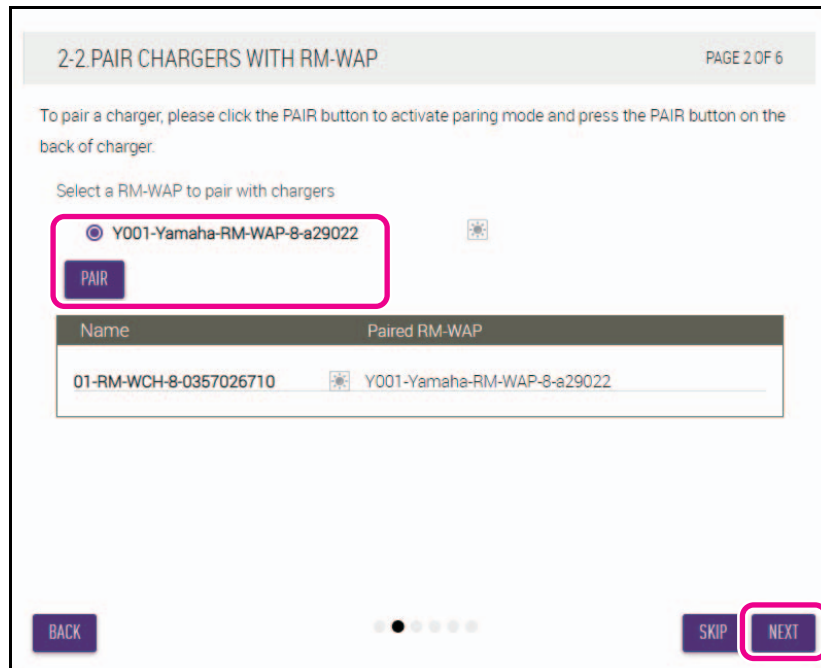 2-2.PAIR CHARGERS WITH RM-WAP PAGE 2 OF 6
To pair a charger, please click the PAIR button to activate paring mode and press the PAIR button on the
back of charger.
Select a RM-WAP to pair with chargers
Y001-Yamaha-RM-WAP-8-a29022
PAIR
Name Paired RM-WAP
01-RM-WCH-8-0357026710 Y001-Yamaha-RM-WAP-8-a29022
BACK SKIP NEXT